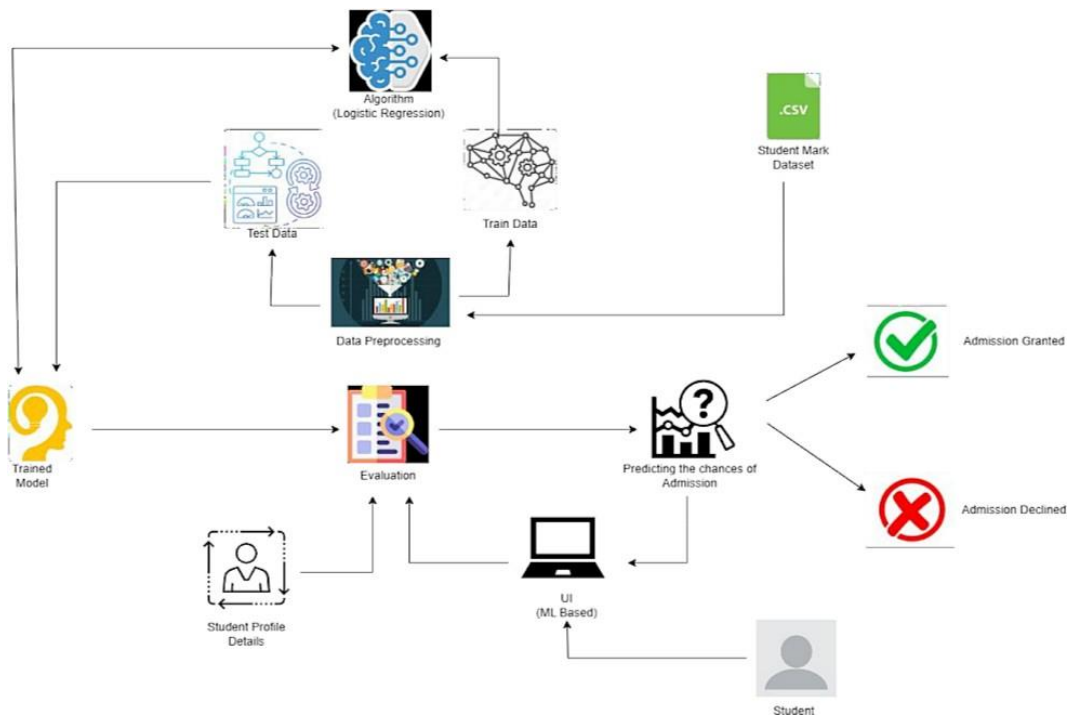 Algorithm
(Logistic Regression)
.CSV
Student Mark
Dataset
Test Data
Train Data
Data Preprocessing
Admission Granted
Trained
Model
Evaluation
?
Predicting the chances of
Admission
Admission Declined
UI
(ML Based)
Student Profile
Details
Student